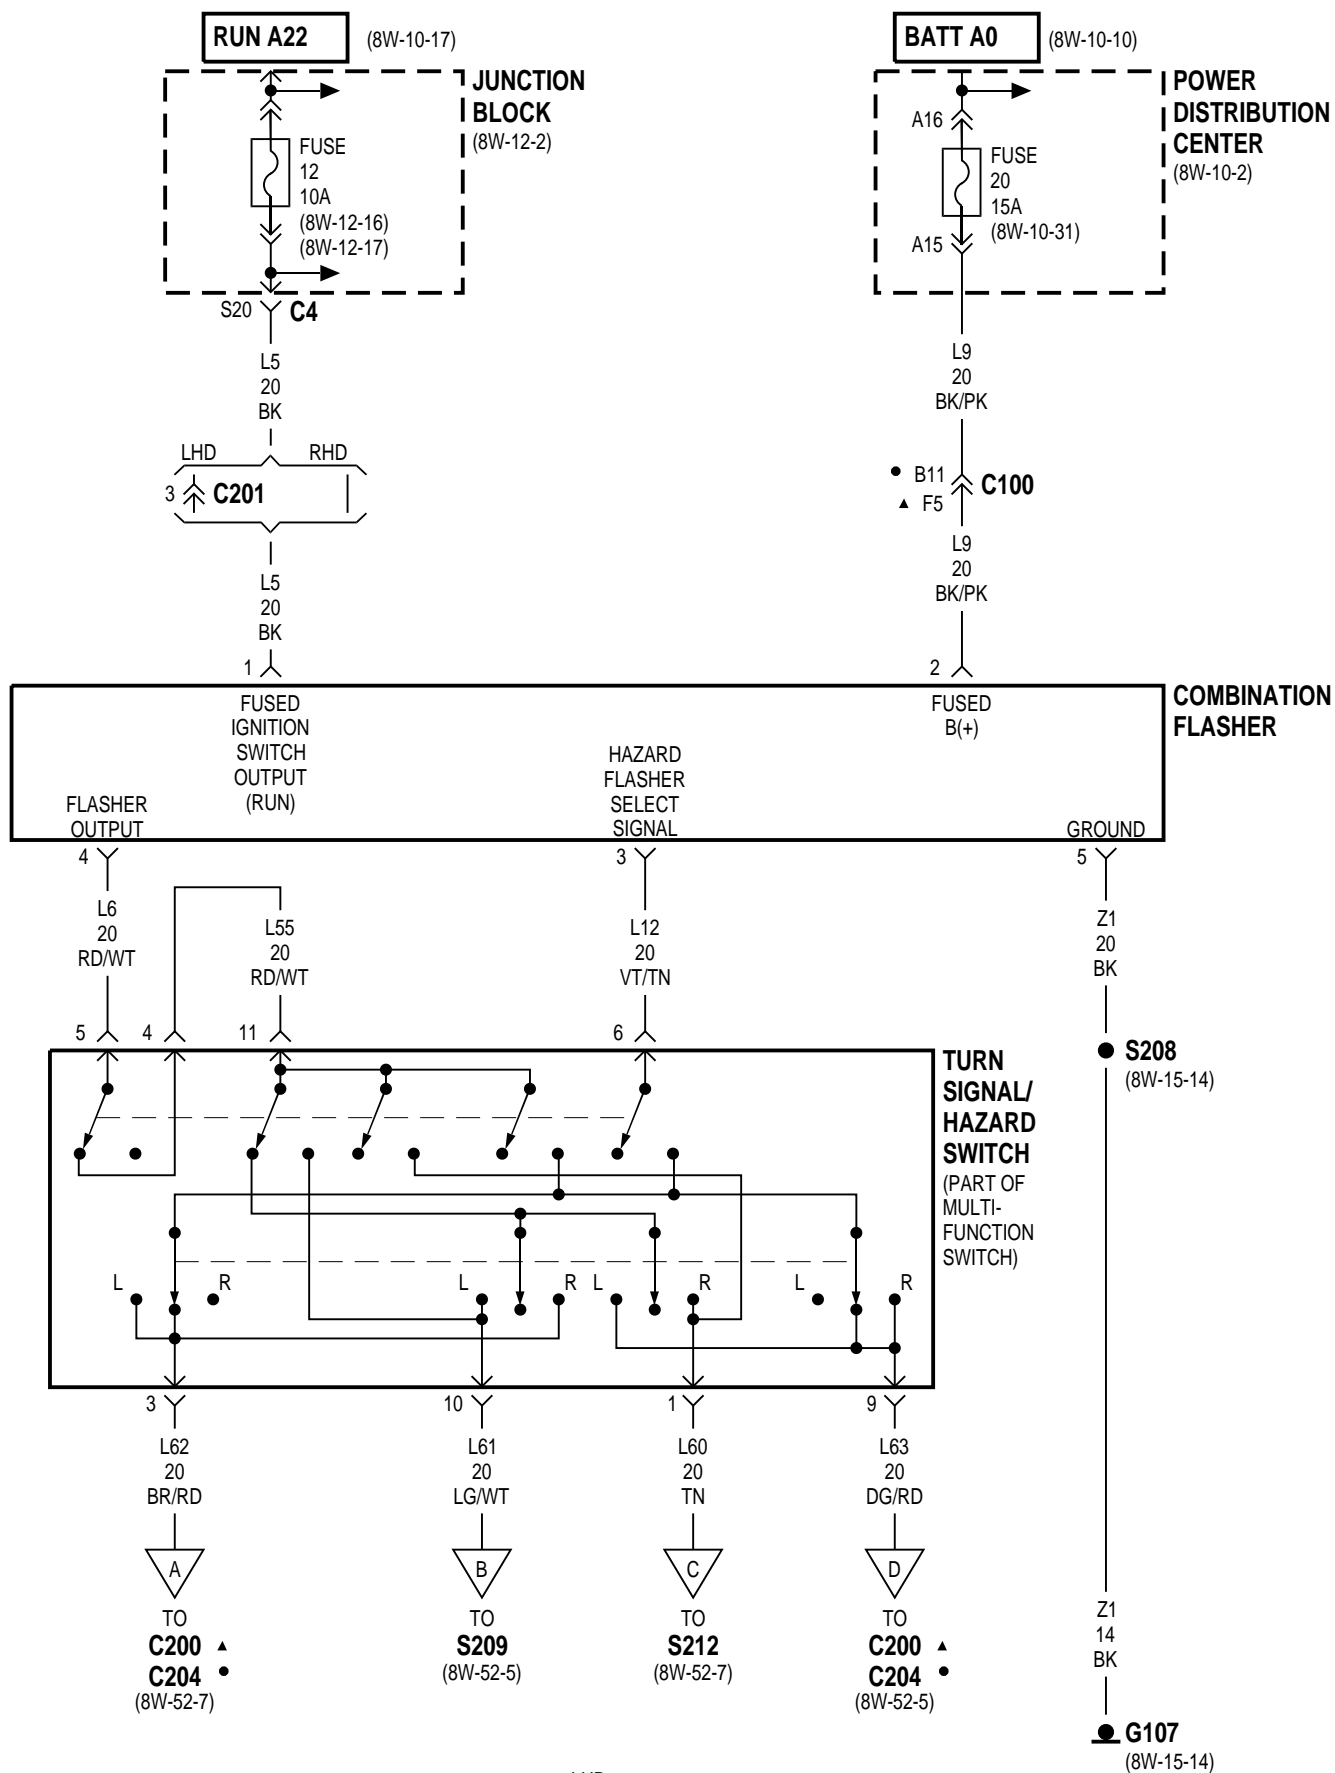 RUN A22
(8W-10-17)
BATT A0
(8W-10-10)
JUNCTION
BLOCK
(8W-12-2)
FUSE
12
10A
(8W-12-16)
(8W-12-17)
S20
C4
POWER
DISTRIBUTION
CENTER
(8W-10-2)
A16
FUSE
20
15A
(8W-10-31)
A15
L5
20
BK
L9
20
BK/PK
LHD
RHD
3
C201
B11
F5
C100
L5
20
BK
L9
20
BK/PK
1
2
COMBINATION
FLASHER
FUSED
IGNITION
SWITCH
OUTPUT
(RUN)
FUSED
B(+)
HAZARD
FLASHER
SELECT
SIGNAL
FLASHER
OUTPUT
GROUND
4
3
5
L6
20
RD/WT
L55
20
RD/WT
L12
20
VT/TN
Z1
20
BK
5
4
11
6
S208
(8W-15-14)
TURN
SIGNAL/
HAZARD
SWITCH
(PART OF
MULTI-
FUNCTION
SWITCH)
L
R
L
R
L
R
L
R
3
10
1
9
L62
20
BR/RD
L61
20
LG/WT
L60
20
TN
L63
20
DG/RD
A
B
C
D
TO
C200
C204
(8W-52-7)
TO
S209
(8W-52-5)
TO
S212
(8W-52-7)
TO
C200
C204
(8W-52-5)
Z1
14
BK
G107
(8W-15-14)